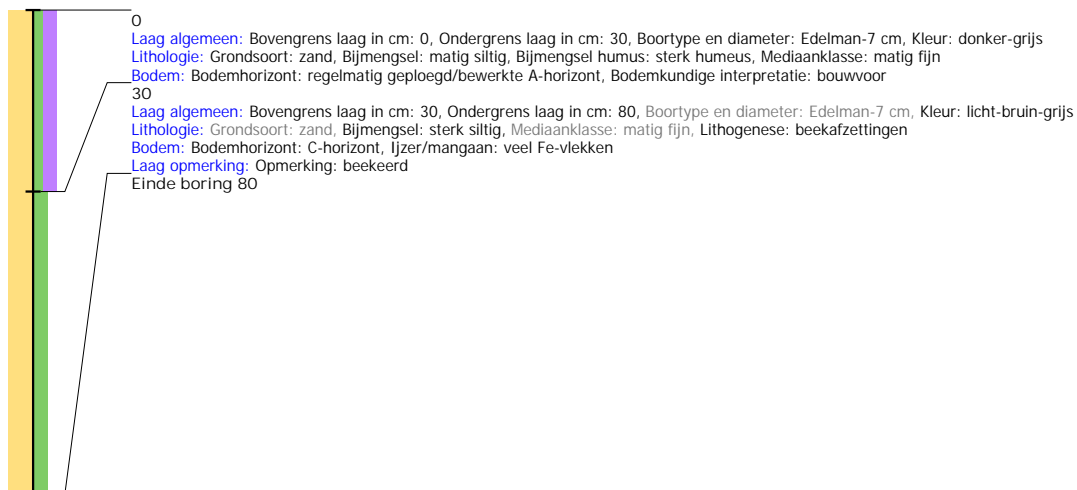 0
Laag algemeen: Bovengrens laag in cm: 0, Ondergrens laag in cm: 30, Boortype en diameter: Edelman-7 cm, Kleur: donker-grijs
Lithologie: Grondsoort: zand, Bijmengsel: matig siltig, Bijmengsel humus: sterk humeus, Mediaanklasse: matig fijn
Bodem: Bodemhorizont: regelmatig geploegd/bewerkte A-horizont, Bodemkundige interpretatie: bouwvoor
30
Laag algemeen: Bovengrens laag in cm: 30, Ondergrens laag in cm: 80, Boortype en diameter: Edelman-7 cm, Kleur: licht-bruin-grijs
Lithologie: Grondsoort: zand, Bijmengsel: sterk siltig, Mediaanklasse: matig fijn, Lithogenese: beekafzettingen
Bodem: Bodemhorizont: C-horizont, Ijzer/mangaan: veel Fe-vlekken
Laag opmerking: Opmerking: beekeerd
Einde boring 80